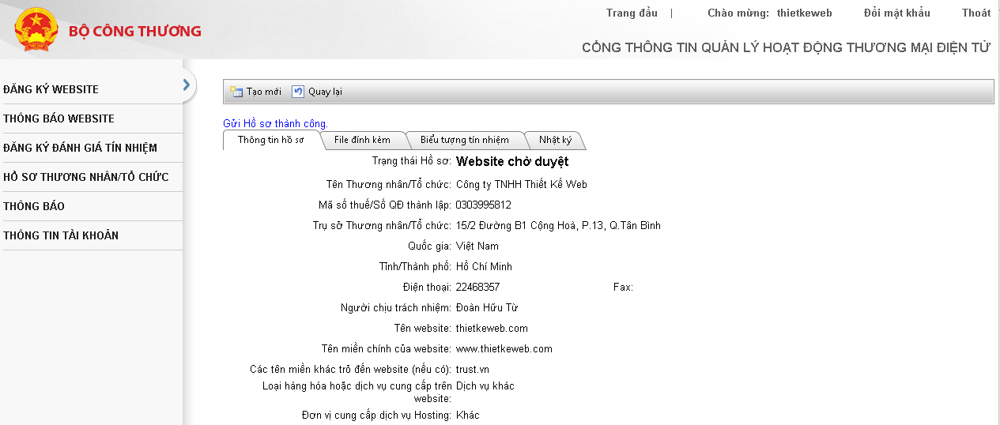 Trang đầu | Chào mừng: thietkeweb Đổi mật khẩu Thoát
BỘ CÔNG THƯƠNG
CỔNG THÔNG TIN QUẢN LÝ HOẠT ĐỘNG THƯƠNG MẠI ĐIỆN TỬ
ĐĂNG KÝ WEBSITE
THÔNG BÁO WEBSITE
ĐĂNG KÝ ĐÁNH GIÁ TÍN NHIỆM
HỒ SƠ THƯƠNG NHÂN/TỔ CHỨC
THÔNG BÁO
THÔNG TIN TÀI KHOẢN
Tạo mới Quay lại
Gửi Hồ sơ thành công.
Thông tin hồ sơ File đính kèm Biểu tượng tín nhiệm Nhật ký
Trạng thái Hồ sơ: Website chờ duyệt
Tên Thương nhân/Tổ chức: Công ty TNHH Thiết Kế Web
Mã số thuế/Số QĐ thành lập: 0303995812
Trụ sở Thương nhân/Tổ chức: 15/2 Đường B1 Cộng Hoà, P.13, Q.Tân Bình
Quốc gia: Việt Nam
Tỉnh/Thành phố: Hồ Chí Minh
Điện thoại: 22468357 Fax:
Người chịu trách nhiệm: Đoàn Hữu Từ
Tên website: thietkeweb.com
Tên miền chính của website: www.thietkeweb.com
Các tên miền khác trỏ đến website (nếu có): trust.vn
Loại hàng hóa hoặc dịch vụ cung cấp trên Dịch vụ khác
website:
Đơn vị cung cấp dịch vụ Hosting: Khác